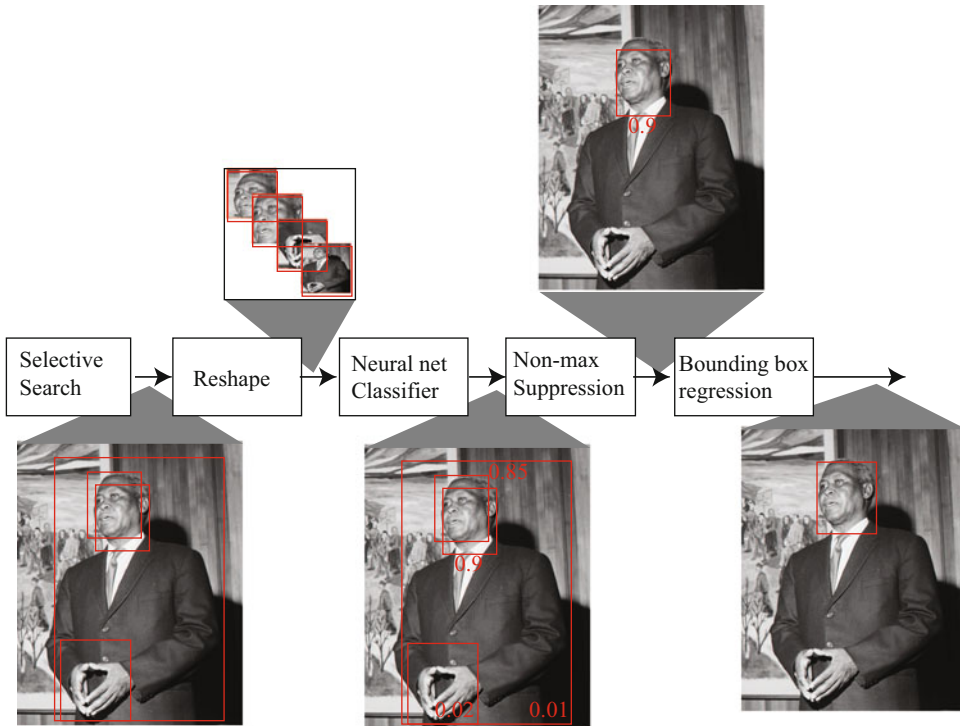 0.9
Selective
Search
Reshape
Neural net
Classifier
Non-max
Suppression
Bounding box
regression
0.85
0.9
0.02
0.01